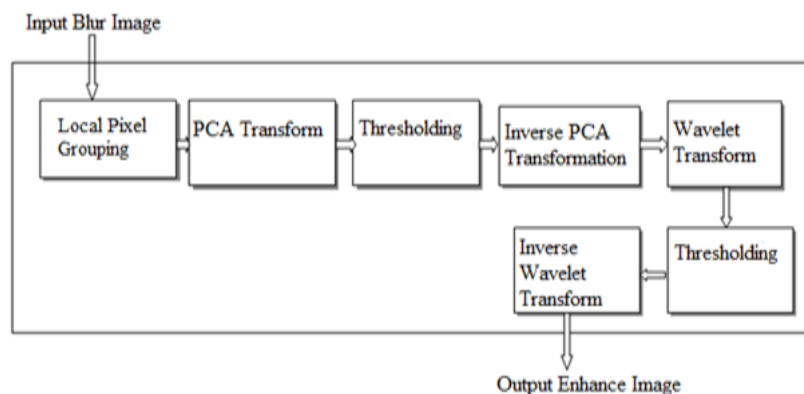 Input Blur Image
Local Pixel
Grouping
PCA Transform
Thresholding
Inverse PCA
Transformation
Wavelet
Transform
Thresholding
Inverse
Wavelet
Transform
Output Enhance Image